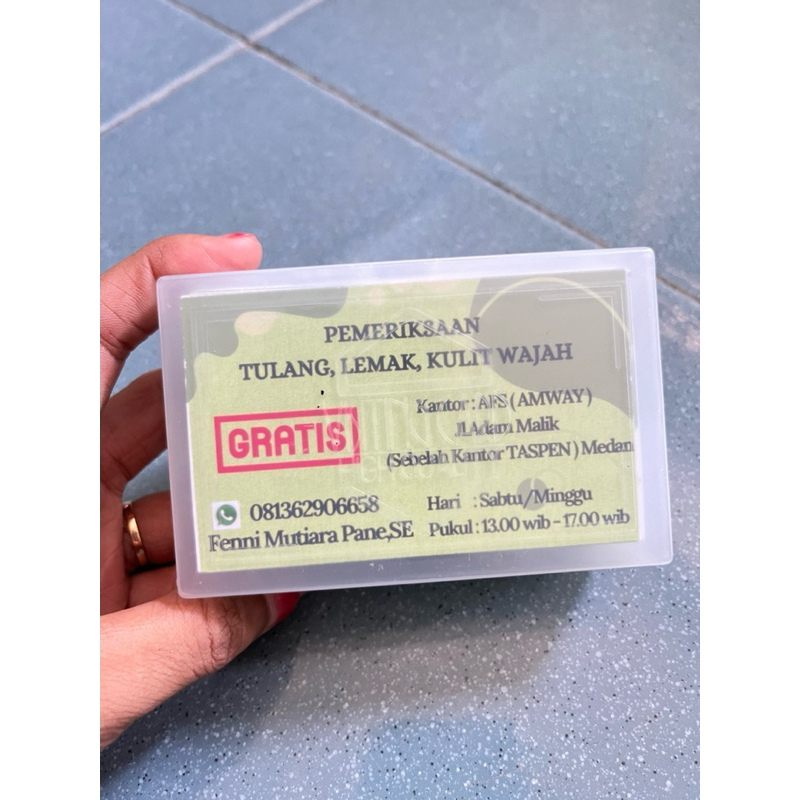 PEMERIKSAAN
TULANG, LEMAK, KULIT WAJAH
GRATIS
Kantor : AFS ( AMWAY )
Jl.Adam Malik
(Sebelah Kantor TASPEN ) Medan
081362906658
Fenni Mutiara Pane,SE
Hari : Sabtu/Minggu
Pukul : 13.00 wib - 17.00 wib